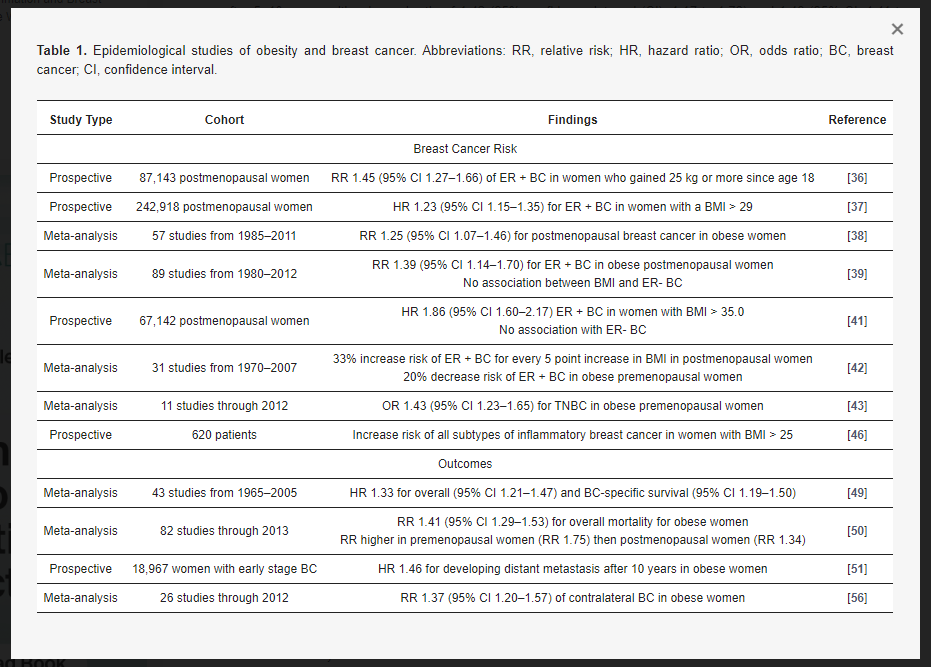 Table 1. Epidemiological studies of obesity and breast cancer. Abbreviations: RR, relative risk; HR, hazard ratio; OR, odds ratio; BC, breast
cancer; CI, confidence interval.
Study Type Cohort Findings Reference
Breast Cancer Risk
Prospective 87,143 postmenopausal women RR 1.45 (95% CI 1.27–1.66) of ER + BC in women who gained 25 kg or more since age 18 [36]
Prospective 242,918 postmenopausal women HR 1.23 (95% CI 1.15–1.35) for ER + BC in women with a BMI > 29 [37]
Meta-analysis 57 studies from 1985–2011 RR 1.25 (95% CI 1.07–1.46) for postmenopausal breast cancer in obese women [38]
Meta-analysis 89 studies from 1980–2012 RR 1.39 (95% CI 1.14–1.70) for ER + BC in obese postmenopausal women
No association between BMI and ER- BC [39]
Prospective 67,142 postmenopausal women HR 1.86 (95% CI 1.60–2.17) ER + BC in women with BMI > 35.0
No association with ER- BC [41]
Meta-analysis 31 studies from 1970–2007 33% increase risk of ER + BC for every 5 point increase in BMI in postmenopausal women
20% decrease risk of ER + BC in obese premenopausal women [42]
Meta-analysis 11 studies through 2012 OR 1.43 (95% CI 1.23–1.65) for TNBC in obese premenopausal women [43]
Prospective 620 patients Increase risk of all subtypes of inflammatory breast cancer in women with BMI > 25 [46]
Outcomes
Meta-analysis 43 studies from 1965–2005 HR 1.33 for overall (95% CI 1.21–1.47) and BC-specific survival (95% CI 1.19–1.50) [49]
Meta-analysis 82 studies through 2013 RR 1.41 (95% CI 1.29–1.53) for overall mortality for obese women
RR higher in premenopausal women (RR 1.75) then postmenopausal women (RR 1.34) [50]
Prospective 18,967 women with early stage BC HR 1.46 for developing distant metastasis after 10 years in obese women [51]
Meta-analysis 26 studies through 2012 RR 1.37 (95% CI 1.20–1.57) of contralateral BC in obese women [56]